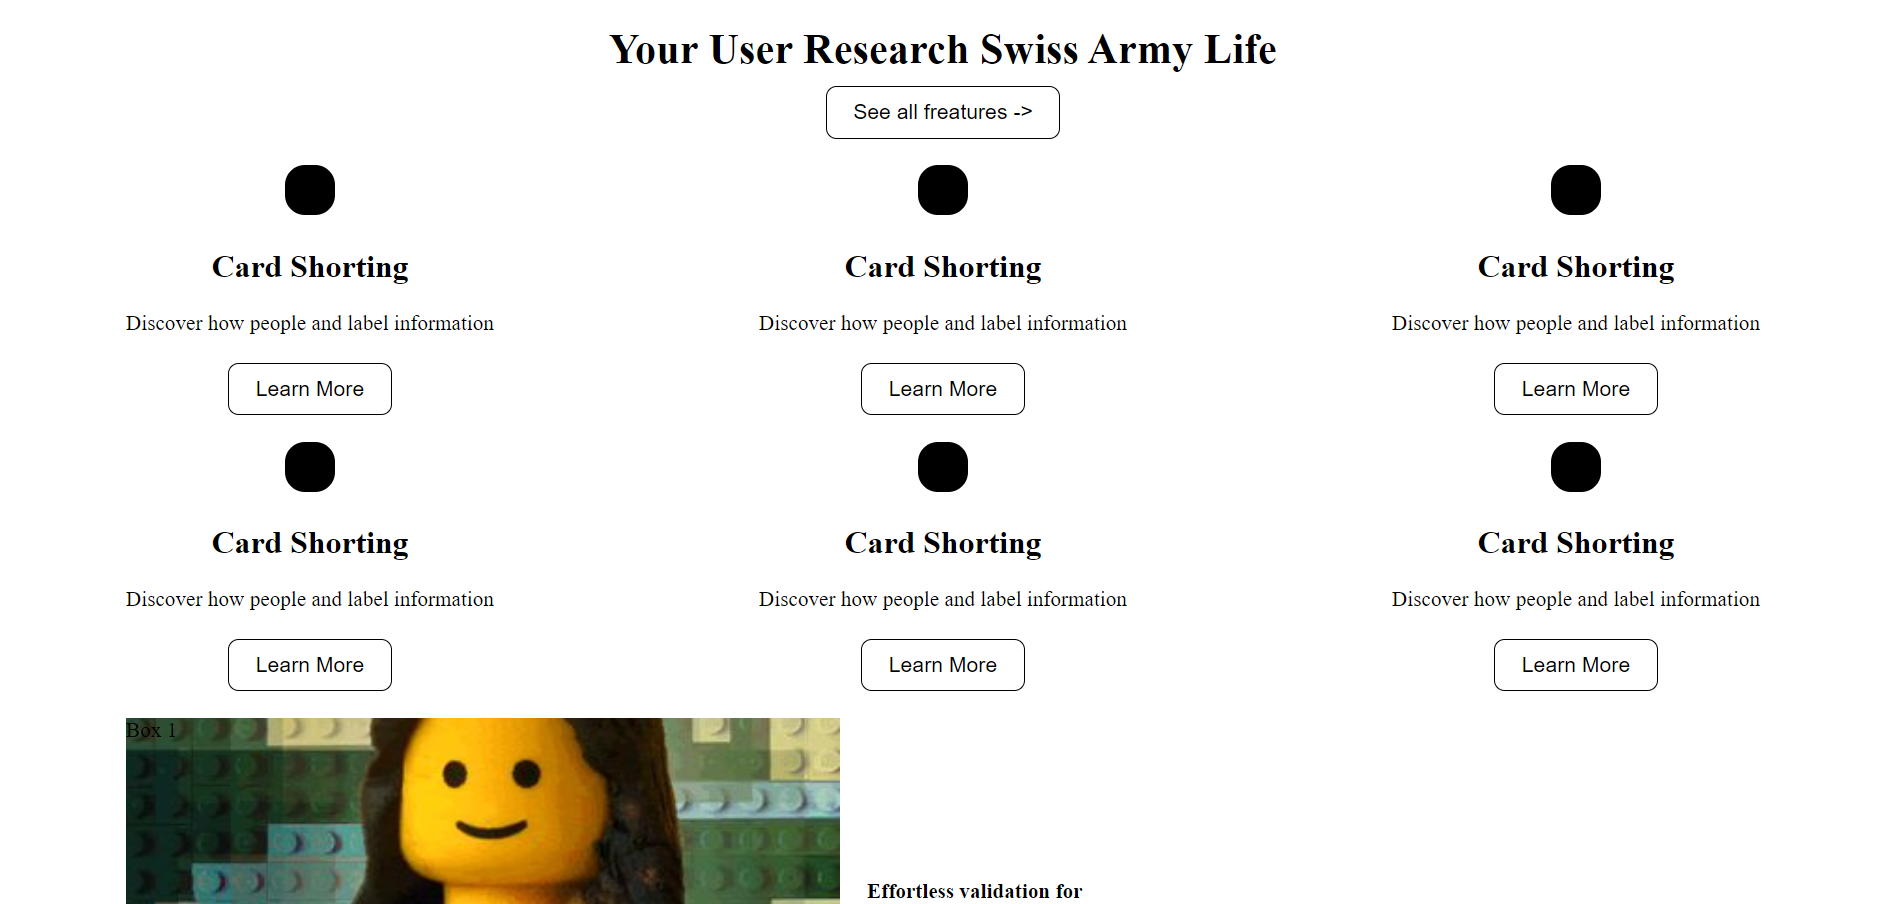 Your User Research Swiss Army Life
See all freatures ->
Card Shorting
Card Shorting
Card Shorting
Discover how people and label information
Discover how people and label information
Discover how people and label information
Learn More
Learn More
Learn More
Card Shorting
Card Shorting
Card Shorting
Discover how people and label information
Discover how people and label information
Discover how people and label information
Learn More
Learn More
Learn More
Box 1
Effortless validation for